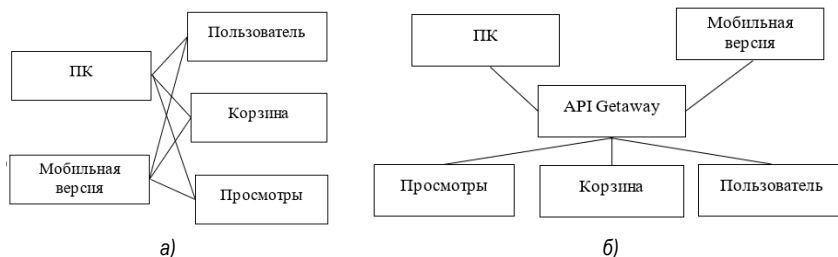 Пользователь
ПК
Корзина
Мобильная
версия
Просмотры
а)
ПК
Мобильная
версия
API Getaway
Просмотры
Корзина
Пользователь
б)